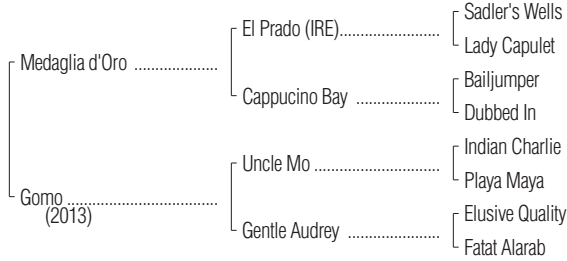 Sadler's Wells
El Prado (IRE)....................
Lady Capulet
Medaglia d'Oro .................
Bailjumper
Cappucino Bay .................
Dubbed In
Indian Charlie
Uncle Mo .........................
Playa Maya
Gomo ..............................
(2013)
Elusive Quality
Gentle Audrey ..................
Fatat Alarab